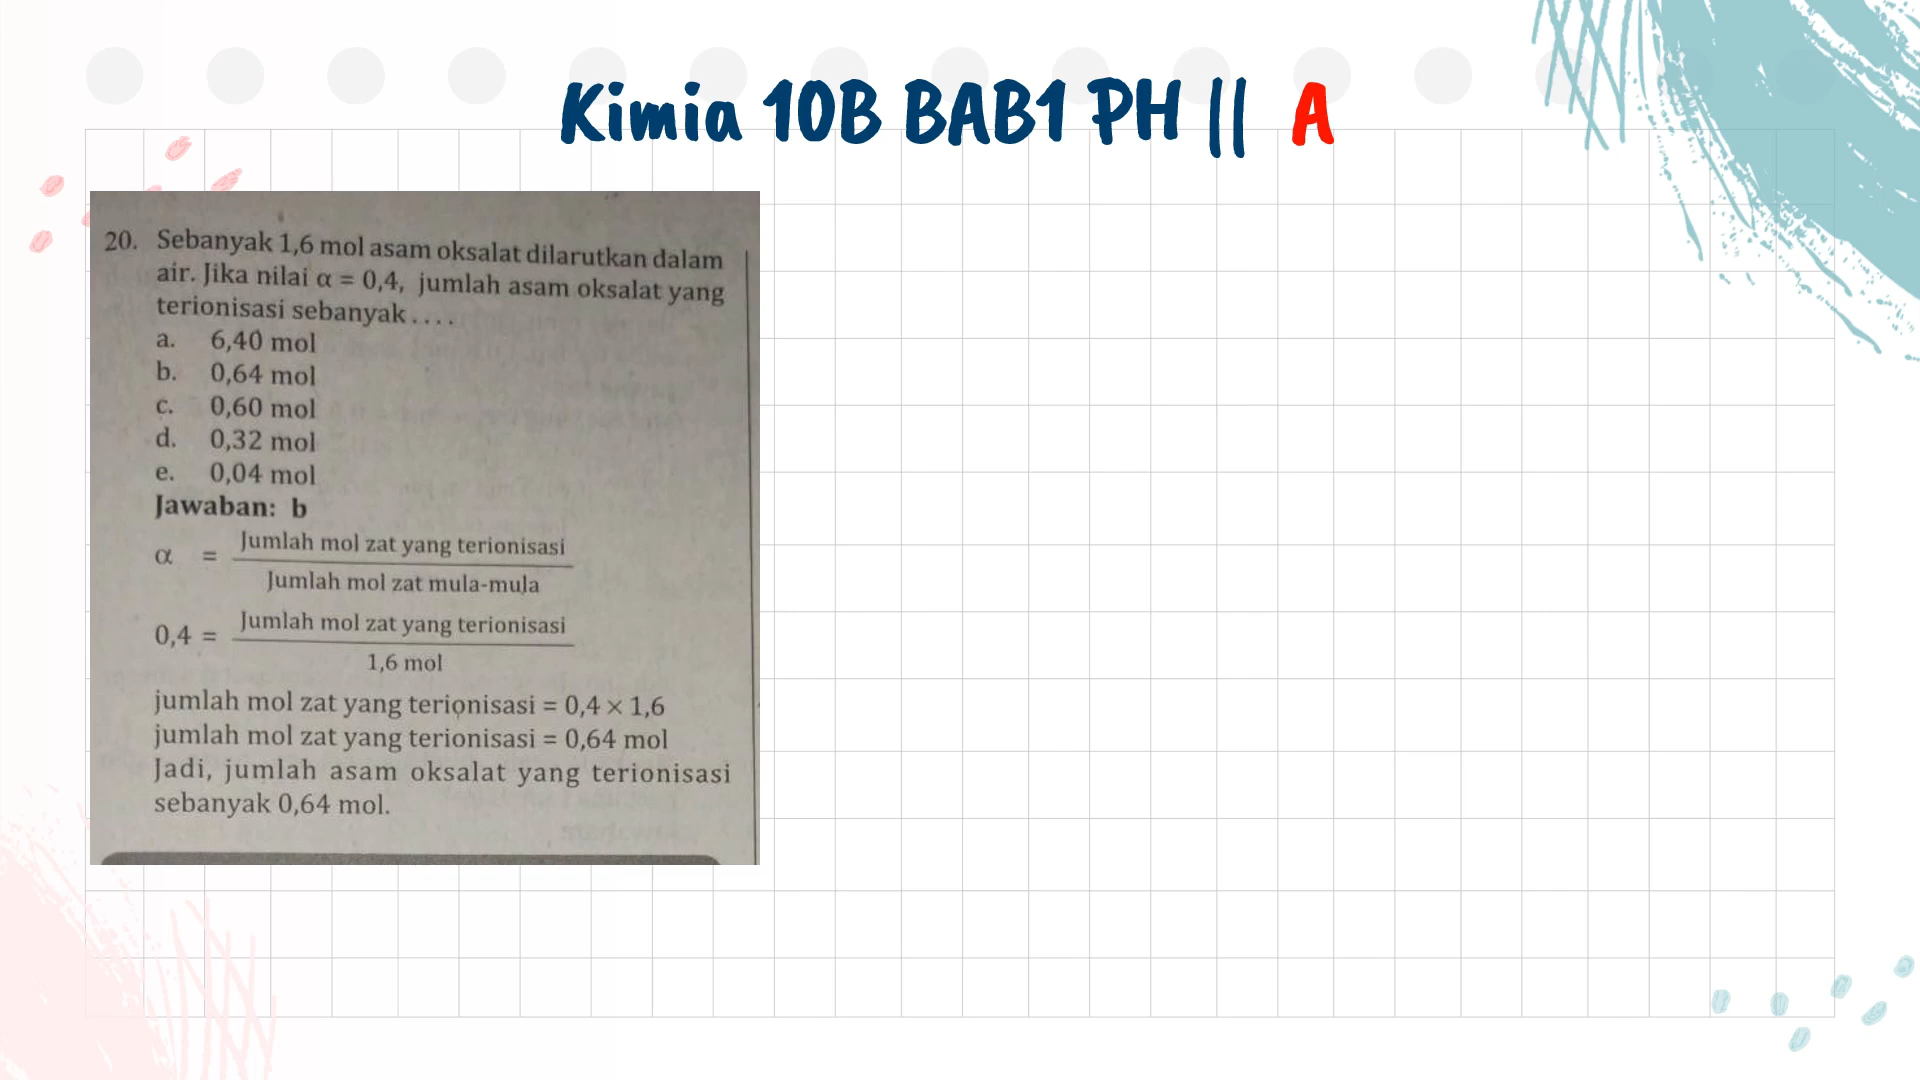 Kimia 10B BAB1 PH || A
20. Sebanyak 1,6 mol asam oksalat dilarutkan dalam
air. Jika nilai α = 0,4, jumlah asam oksalat yang
terionisasi sebanyak . . . .
a. 6,40 mol
b. 0,64 mol
c. 0,60 mol
d. 0,32 mol
e. 0,04 mol
Jawaban: b
α = Jumlah mol zat yang terionisasi
Jumlah mol zat mula-mula
0,4 = Jumlah mol zat yang terionisasi
1,6 mol
jumlah mol zat yang terionisasi = 0,4 × 1,6
jumlah mol zat yang terionisasi = 0,64 mol
Jadi, jumlah asam oksalat yang terionisasi
sebanyak 0,64 mol.